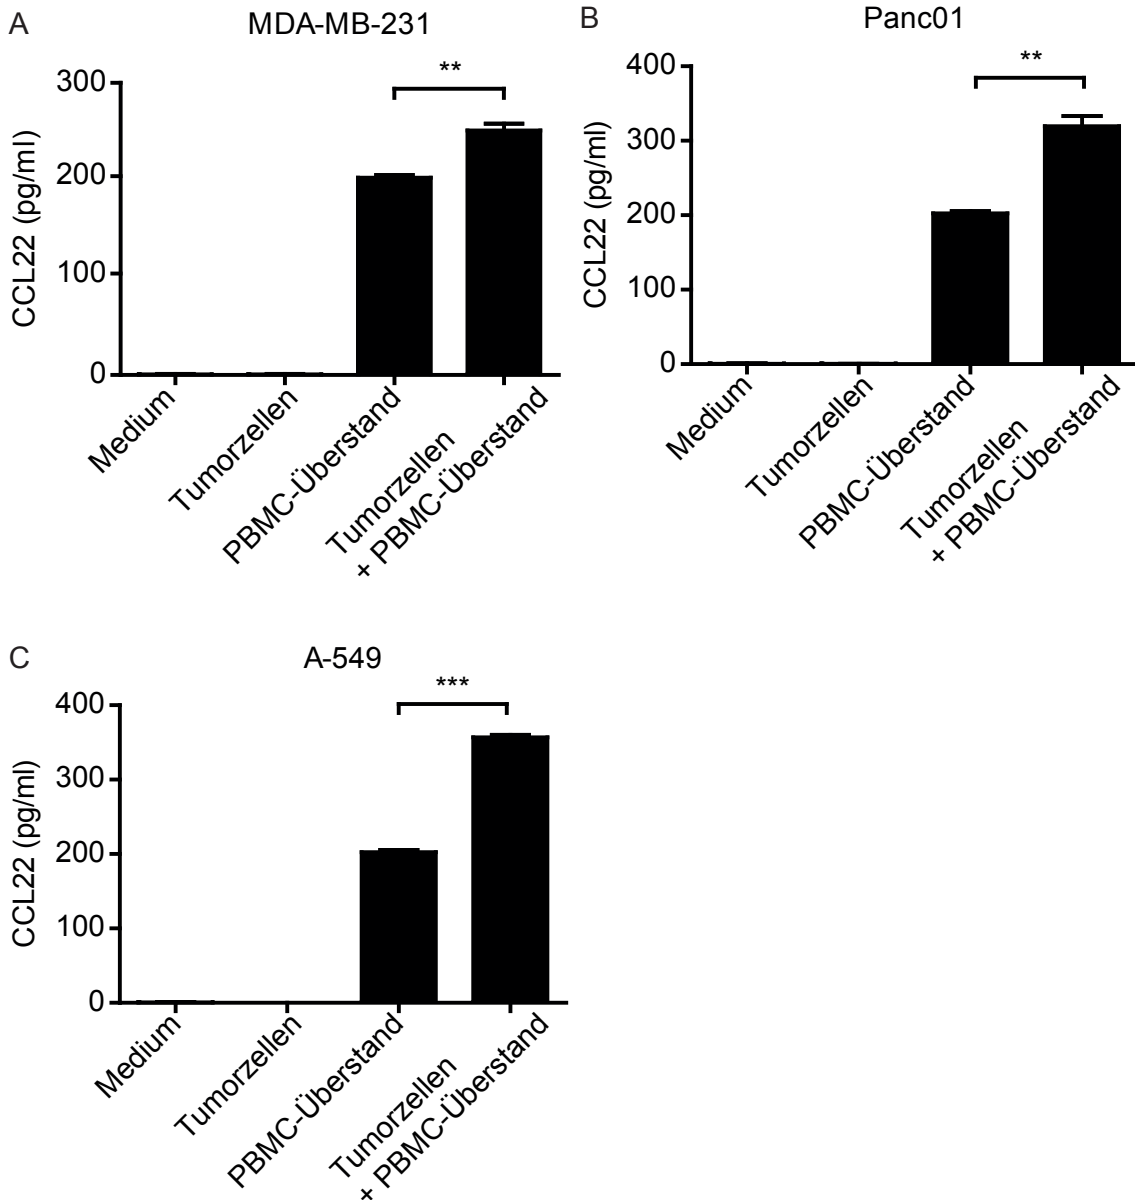 A
MDA-MB-231
**
300
200
100
0
CCL22 (pg/ml)
Medium
Tumorzellen
PBMC-Überstand
Tumorzellen
+ PBMC-Überstand
B
Panc01
**
400
300
200
100
0
CCL22 (pg/ml)
Medium
Tumorzellen
PBMC-Überstand
Tumorzellen
+ PBMC-Überstand
C
A-549
***
400
300
200
100
0
CCL22 (pg/ml)
Medium
Tumorzellen
PBMC-Überstand
Tumorzellen
+ PBMC-Überstand